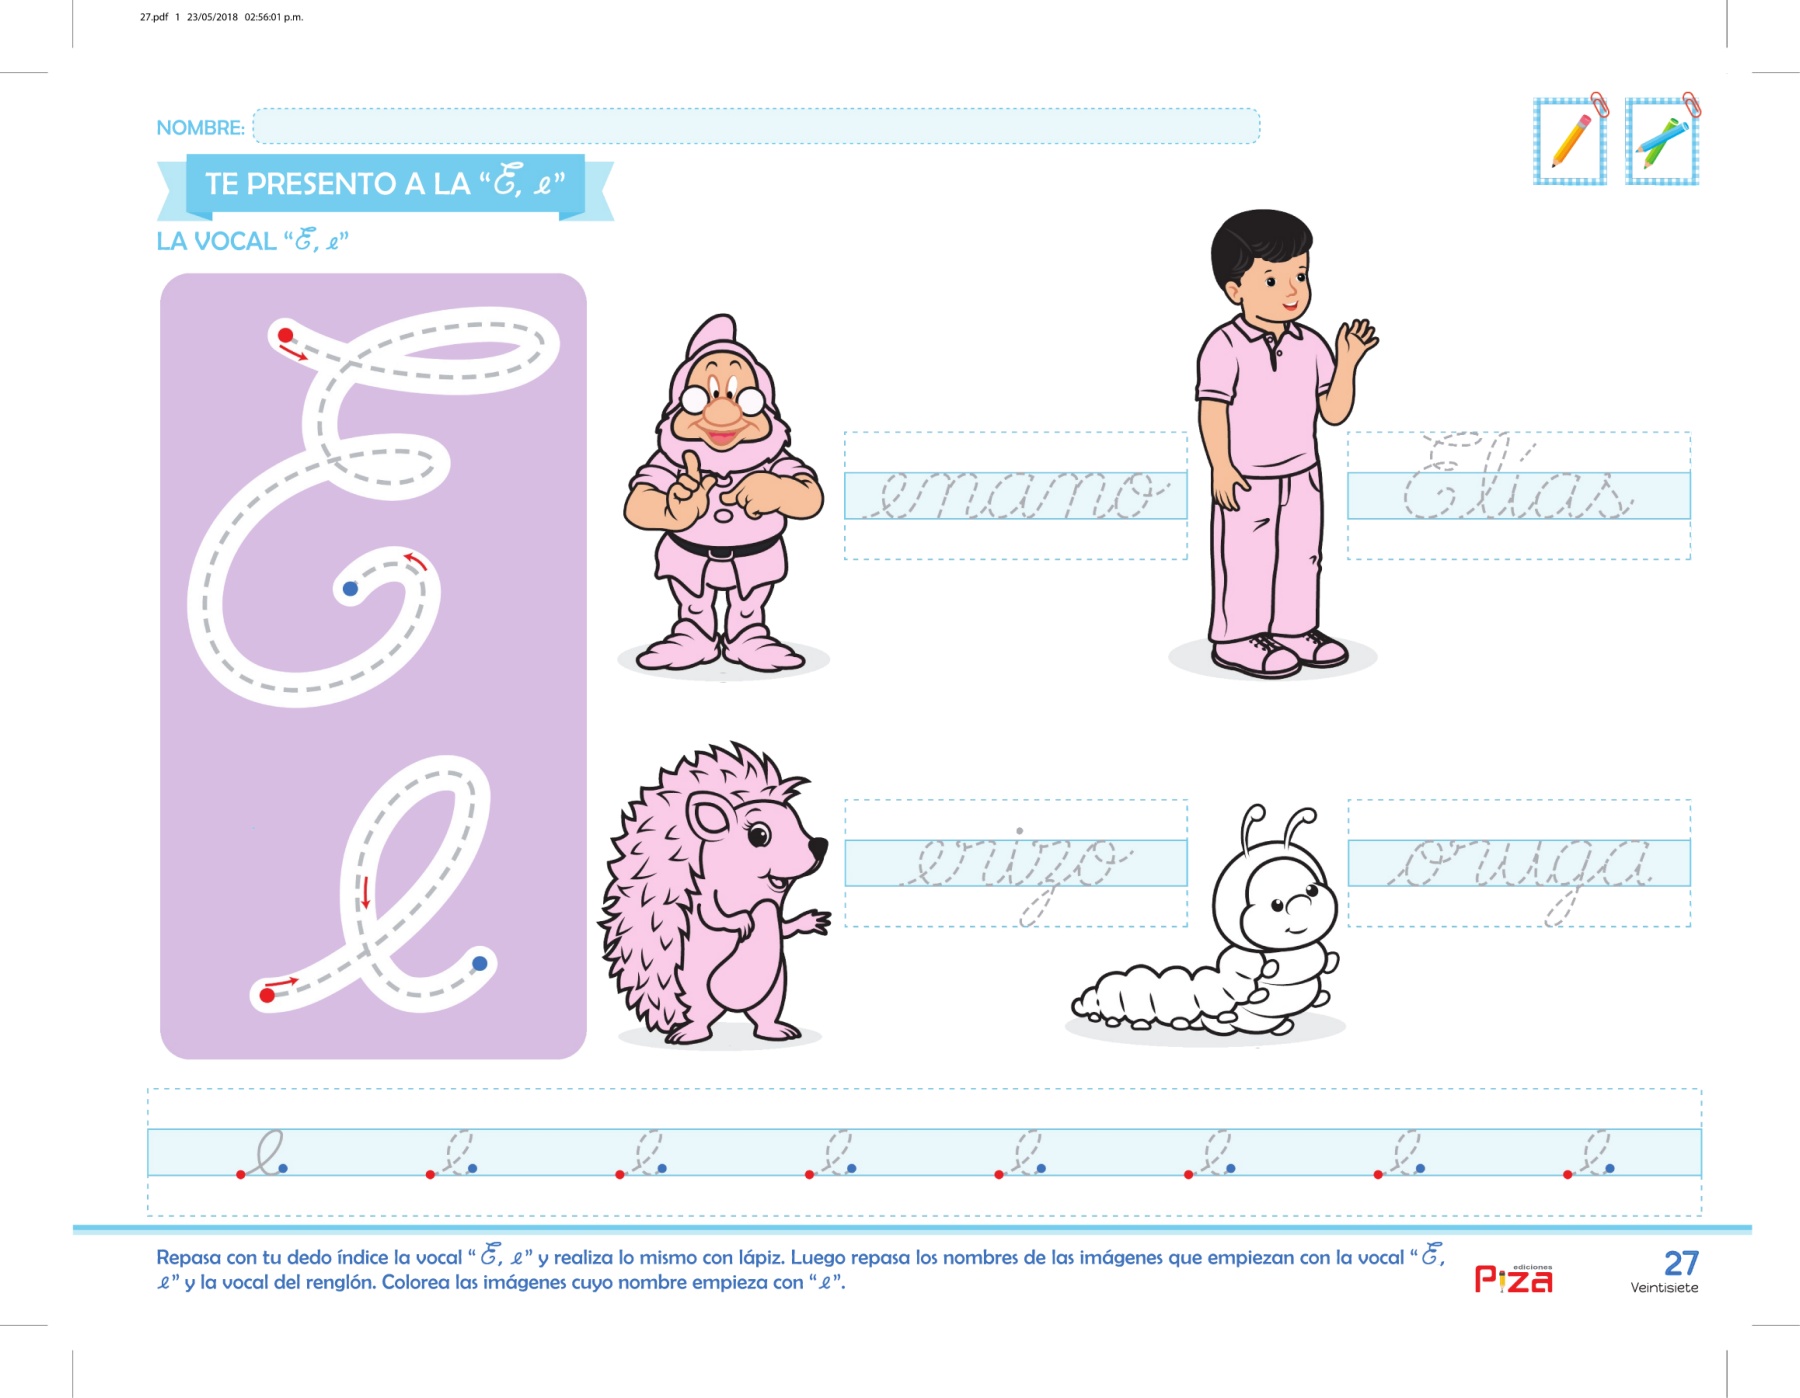 27.pdf 1 23/05/2018 02:56:01 p.m.
NOMBRE:
TE PRESENTO A LA “E, e”
LA VOCAL “E, e”
E
e
enano
Elías
erizo
oruga
e e e e e e e e
Repasa con tu dedo índice la vocal “ E, e” y realiza lo mismo con lápiz. Luego repasa los nombres de las imágenes que empiezan con la vocal “ E,
e” y la vocal del renglón. Colorea las imágenes cuyo nombre empieza con “e”.
ediciones
Piza
27
Veintisiete